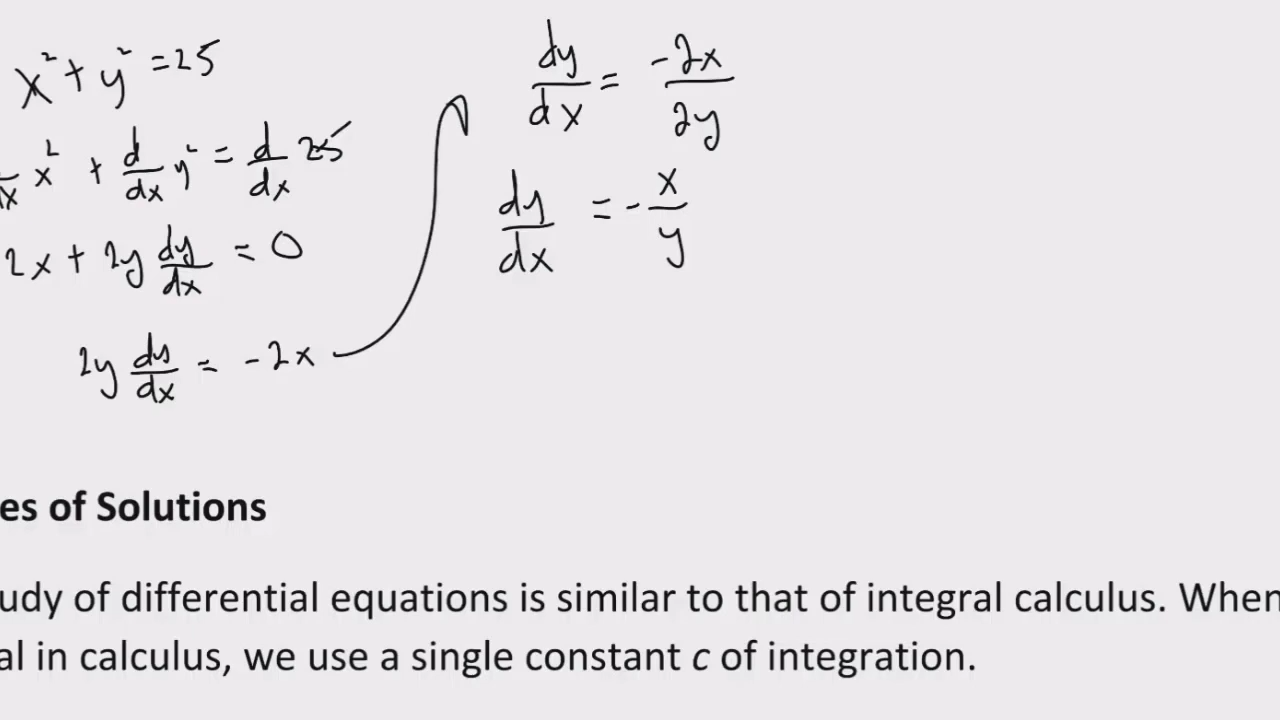 x² + y² = 25
x² + d/dx y² = d/dx 25
2x + 2y dy/dx = 0
2y dy/dx = -2x
dy/dx = -2x/2y
dy/dx = -x/y
es of Solutions
udy of differential equations is similar to that of integral calculus. When
al in calculus, we use a single constant c of integration.